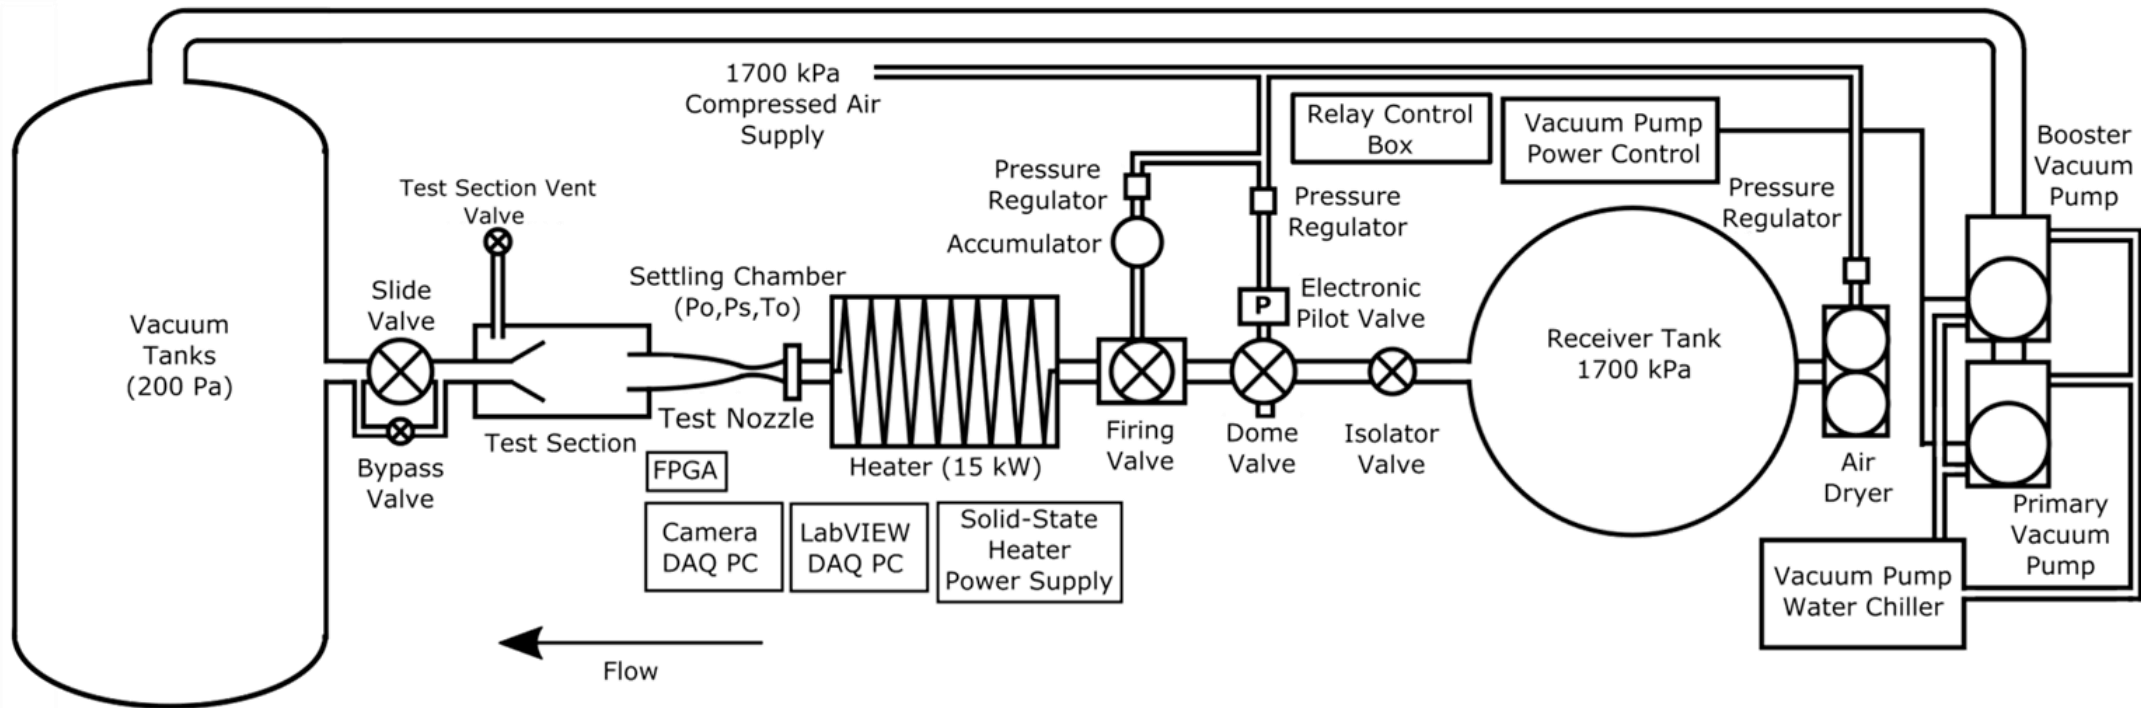 1700 kPa
Compressed Air
Supply
Relay Control
Box
Vacuum Pump
Power Control
Booster
Vacuum
Pump
Test Section Vent
Valve
Pressure
Regulator
Pressure
Regulator
Pressure
Regulator
Accumulator
Slide
Valve
Settling Chamber
(Po,Ps,To)
P
Electronic
Pilot Valve
Vacuum
Tanks
(200 Pa)
Receiver Tank
1700 kPa
Test Nozzle
Test Section
Bypass
Valve
Heater (15 kW)
Firing
Valve
Dome
Valve
Isolator
Valve
Air
Dryer
FPGA
Camera
DAQ PC
LabVIEW
DAQ PC
Solid-State
Heater
Power Supply
Primary
Vacuum
Pump
Vacuum Pump
Water Chiller
Flow